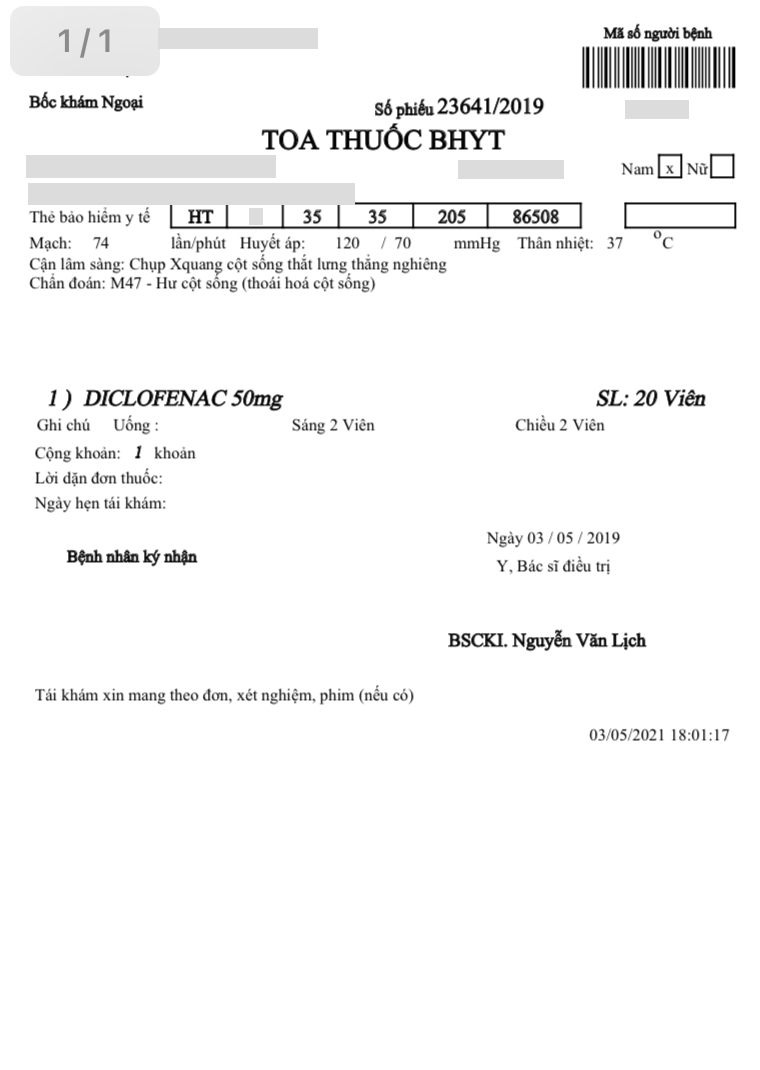 1/1
Mã số người bệnh
Bốc khám Ngoại
Số phiếu 23641/2019
TOA THUỐC BHYT
Nam x Nữ
Thẻ bảo hiểm y tế HT 35 35 205 86508
Mạch: 74 lần/phút Huyết áp: 120 / 70 mmHg Thân nhiệt: 37 °C
Cận lâm sàng: Chụp Xquang cột sống thắt lưng thẳng nghiêng
Chẩn đoán: M47 - Hư cột sống (thoái hoá cột sống)
1 ) DICLOFENAC 50mg SL: 20 Viên
Ghi chú Uống : Sáng 2 Viên Chiều 2 Viên
Cộng khoản: 1 khoản
Lời dặn đơn thuốc:
Ngày hẹn tái khám:
Ngày 03 / 05 / 2019
Bệnh nhân ký nhận
Y, Bác sĩ điều trị
BSCKI. Nguyễn Văn Lịch
Tái khám xin mang theo đơn, xét nghiệm, phim (nếu có)
03/05/2021 18:01:17